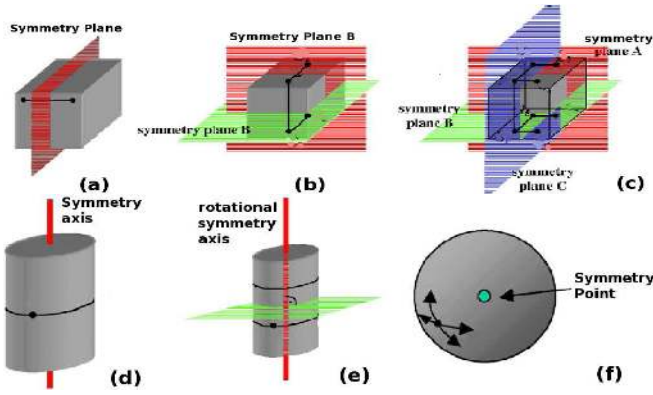 Symmetry Plane
(a)
Symmetry Plane B
symmetry plane B
(b)
symmetry
plane A
symmetry
plane B
symmetry
plane C
(c)
Symmetry
axis
(d)
rotational
symmetry
axis
(e)
Symmetry
Point
(f)